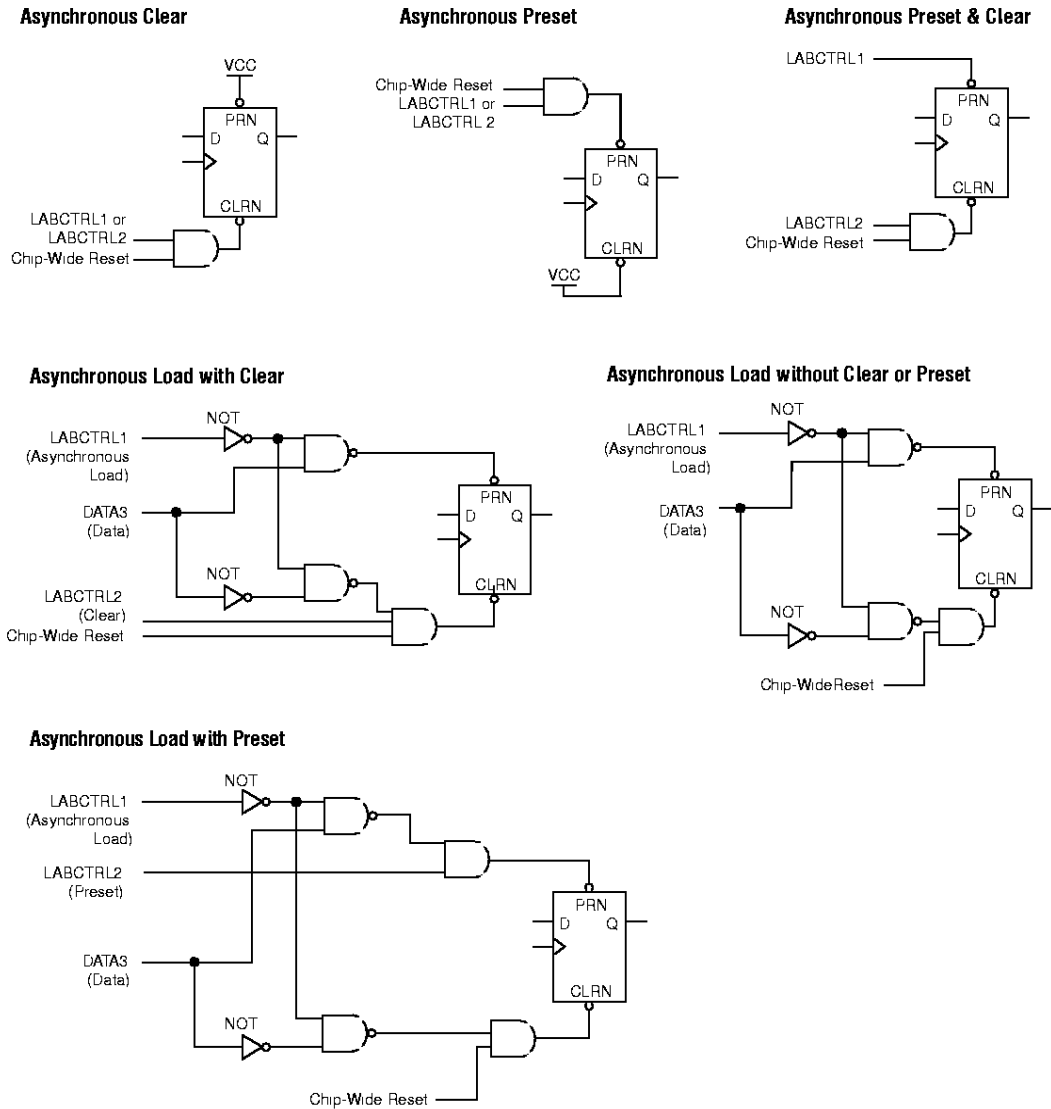 Asynchronous Clear
VCC
PRN
D Q
CLRN
LABCTRL1 or
LABCTRL2
Chip-Wide Reset
Asynchronous Preset
Chip-Wide Reset
LABCTRL1 or
LABCTRL 2
PRN
D Q
CLRN
VCC
Asynchronous Preset & Clear
LABCTRL1
PRN
D Q
CLRN
LABCTRL2
Chip-Wide Reset
Asynchronous Load with Clear
NOT
LABCTRL1
(Asynchronous
Load)
PRN
D Q
DATA3
(Data)
NOT
CLRN
LABCTRL2
(Clear)
Chip-Wide Reset
Asynchronous Load without Clear or Preset
NOT
LABCTRL1
(Asynchronous
Load)
PRN
D Q
DATA3
(Data)
CLRN
NOT
Chip-WideReset
Asynchronous Load with Preset
NOT
LABCTRL1
(Asynchronous
Load)
LABCTRL2
(Preset)
PRN
D Q
DATA3
(Data)
CLRN
NOT
Chip-Wide Reset